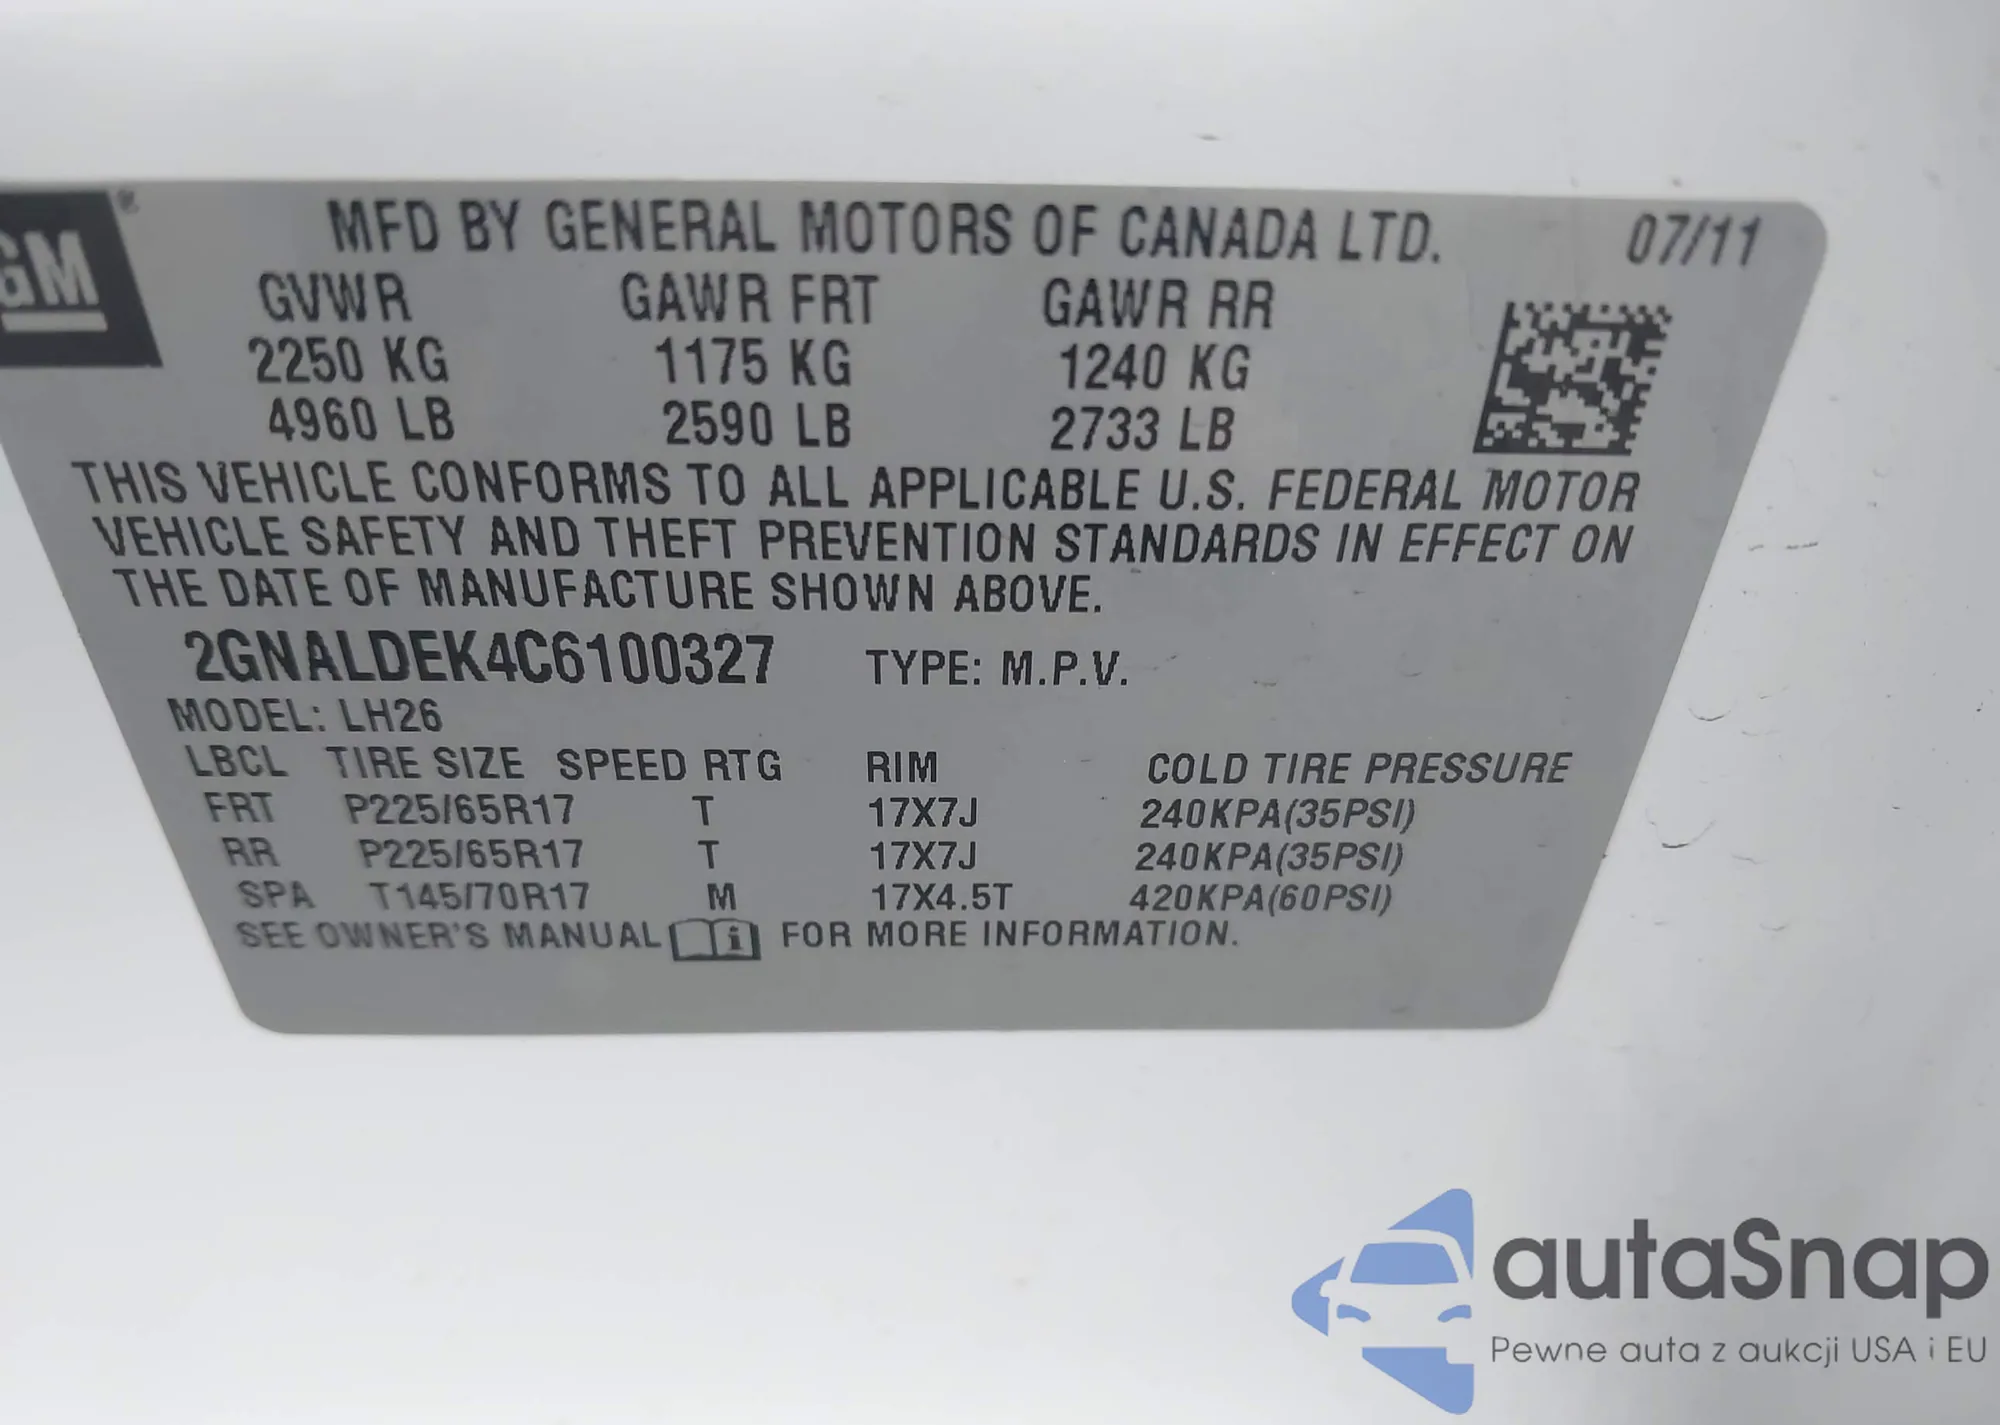 GM ®
MFD BY GENERAL MOTORS OF CANADA LTD. 07/11
GVWR GAWR FRT GAWR RR
2250 KG 1175 KG 1240 KG
4960 LB 2590 LB 2733 LB
THIS VEHICLE CONFORMS TO ALL APPLICABLE U.S. FEDERAL MOTOR
VEHICLE SAFETY AND THEFT PREVENTION STANDARDS IN EFFECT ON
THE DATE OF MANUFACTURE SHOWN ABOVE.
2GNALDEK4C6100327 TYPE: M.P.V.
MODEL: LH26
LBCL TIRE SIZE SPEED RTG RIM COLD TIRE PRESSURE
FRT P225/65R17 T 17X7J 240KPA(35PSI)
RR P225/65R17 T 17X7J 240KPA(35PSI)
SPA T145/70R17 M 17X4.5T 420KPA(60PSI)
SEE OWNER'S MANUAL i FOR MORE INFORMATION.
autaSnap
Pewne auta z aukcji USA i EU